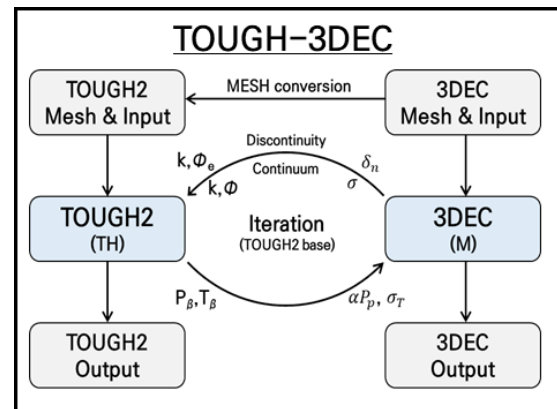 TOUGH-3DEC
TOUGH2
Mesh & Input
MESH conversion
3DEC
Mesh & Input
Discontinuity
k,Φₑ
δₙ
Continuum
k,Φ
σ
TOUGH2
(TH)
Iteration
(TOUGH2 base)
3DEC
(M)
Pᵦ,Tᵦ
αPₚ, σ_T
TOUGH2
Output
3DEC
Output